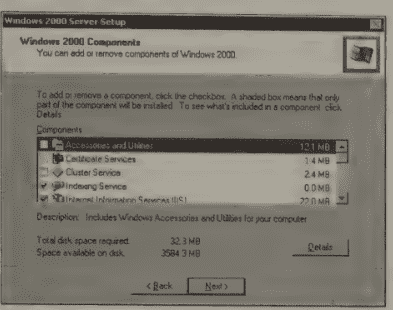 Windows 2000 Server Setup
Windows 2000 Components
You can add or remove components of Windows 2000.
To add or remove a component, click the checkbox. A shaded box means that only
part of the component will be installed. To see what's included in a component, click
Details
Components
Accessories and Utilities 12.1 MB
Certificate Services 1.4 MB
Cluster Service 2.4 MB
Indexing Service 0.0 MB
Internet Information Services (IIS) 22.0 MB
Description: Includes Windows Accessories and Utilities for your computer
Total disk space required: 32.3 MB
Space available on disk: 3584.3 MB
Details
< Back
Next >